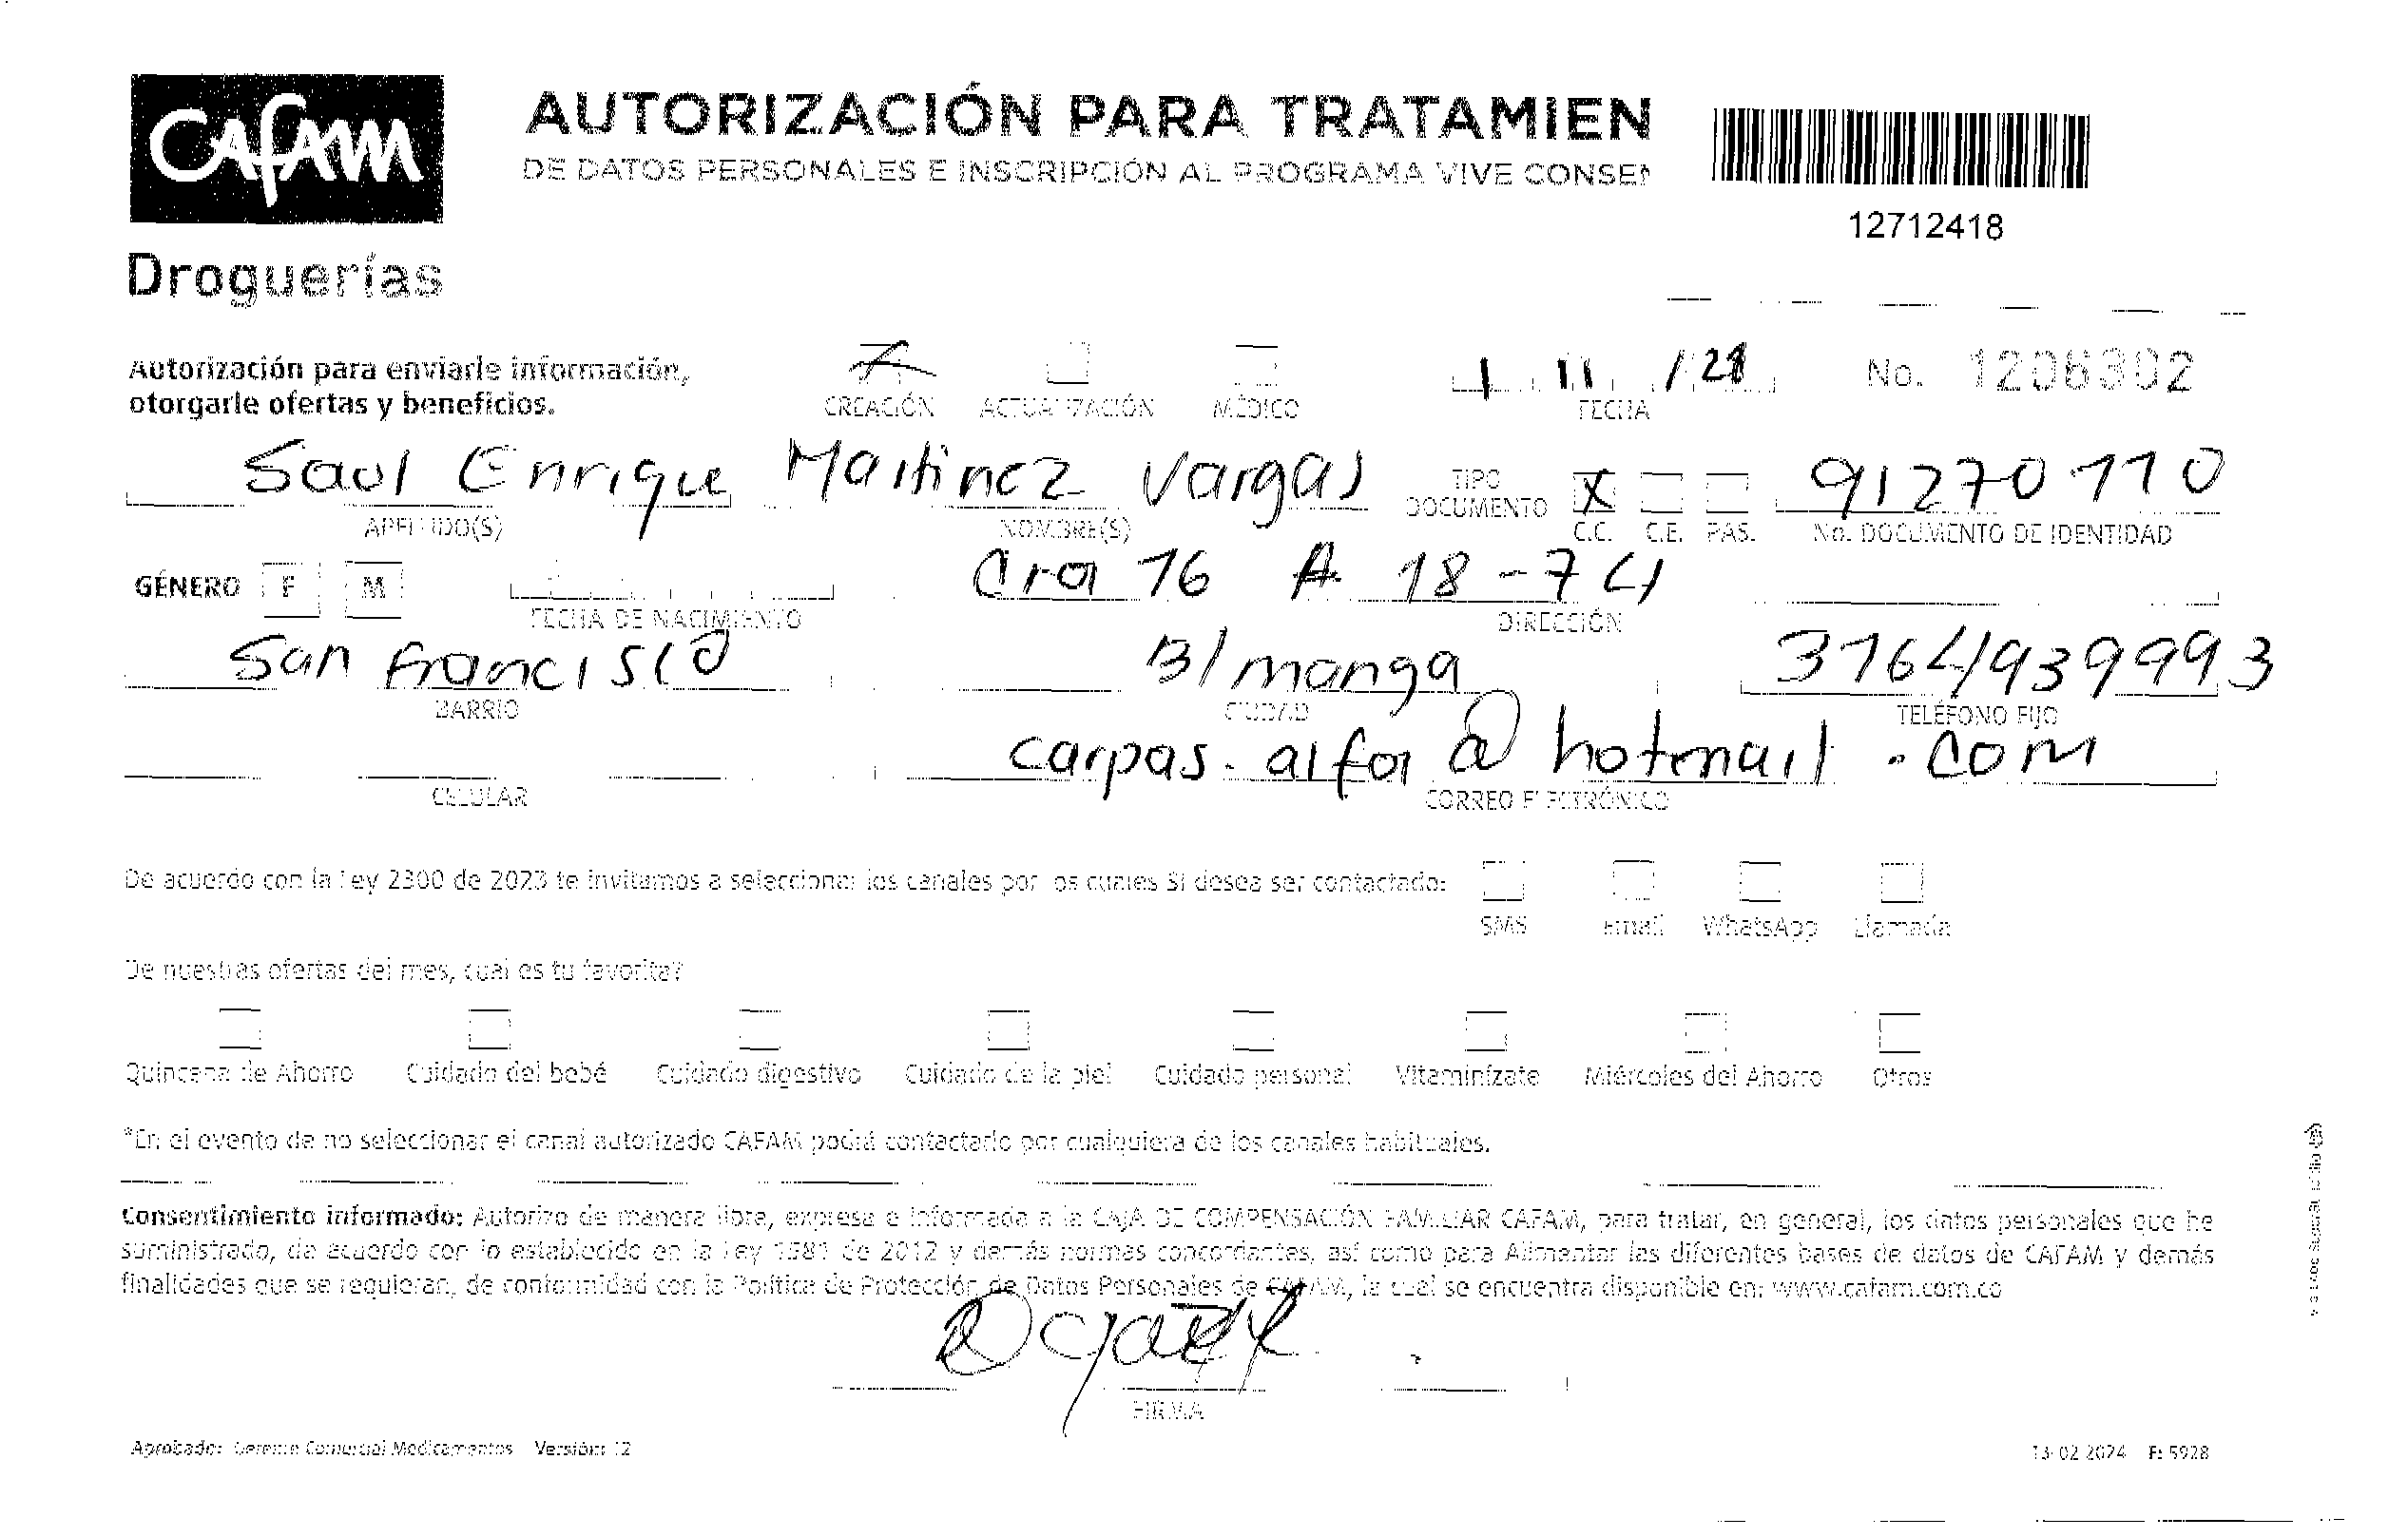 Cafam
AUTORIZACIÓN PARA TRATAMIEN
DE DATOS PERSONALES E INSCRIPCIÓN AL PROGRAMA VIVE CONSEN
12712418
Droguerías
Autorización para enviarle información,
otorgarle ofertas y beneficios.
CREACIÓN ACTUALIZACIÓN MÉDICO
1 11 / 28
FECHA
No. 1206302
Saul Enrique Martinez Vargas
APELLIDO(S) NOMBRE(S)
TIPO DOCUMENTO X C.C. C.E. PAS.
91270110
No. DOCUMENTO DE IDENTIDAD
GÉNERO F M
FECHA DE NACIMIENTO
Cra 16 A 18-74
DIRECCIÓN
San Francisco B/manga 3164939993
BARRIO CIUDAD TELÉFONO FIJO
carpas.alfa@hotmail.com
CELULAR CORREO ELECTRÓNICO
De acuerdo con la Ley 2300 de 2023 te invitamos a seleccionar los canales por los cuales SI desea ser contactado:
SMS Email WhatsApp Llamada
De nuestras ofertas del mes, cual es tu favorita?
Quincena de Ahorro Cuidado del bebé Cuidado digestivo Cuidado de la piel Cuidado personal Vitaminízate Miércoles del Ahorro Otros
*En el evento de no seleccionar el canal autorizado CAFAM podrá contactarlo por cualquiera de los canales habituales.
Consentimiento informado: Autorizo de manera libre, expresa e informada a la CAJA DE COMPENSACIÓN FAMILIAR CAFAM, para tratar, en general, los datos personales que he
suministrado, de acuerdo con lo establecido en la Ley 1581 de 2012 y demás normas concordantes, así como para Alimentar las diferentes bases de datos de CAFAM y demás
finalidades que se requieran, de conformidad con la Política de Protección de Datos Personales de CAFAM, la cual se encuentra disponible en: www.cafam.com.co
FIRMA
Aprobado: Gerente Comercial Medicamentos Versión: 12
13-02-2024 F: 5928